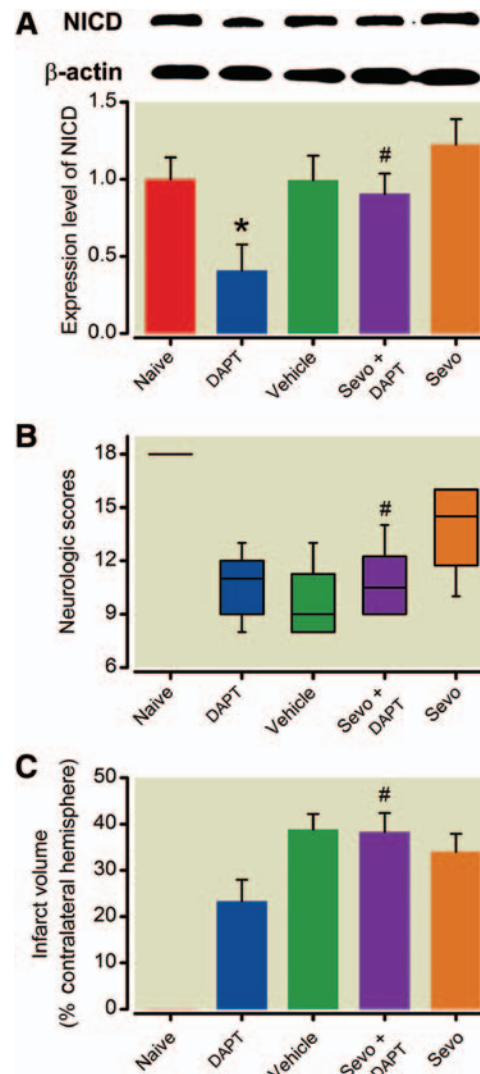 A
NICD
β-actin
1.5
1.0
0.5
0.0
Expression level of NICD
*
#
Naive
DAPT
Vehicle
Sevo +
DAPT
Sevo
B
18
15
12
9
6
Neurologic scores
#
Naive
DAPT
Vehicle
Sevo +
DAPT
Sevo
C
50
40
30
20
10
0
Infarct volume
(% contralateral hemisphere)
#
Naive
DAPT
Vehicle
Sevo +
DAPT
Sevo